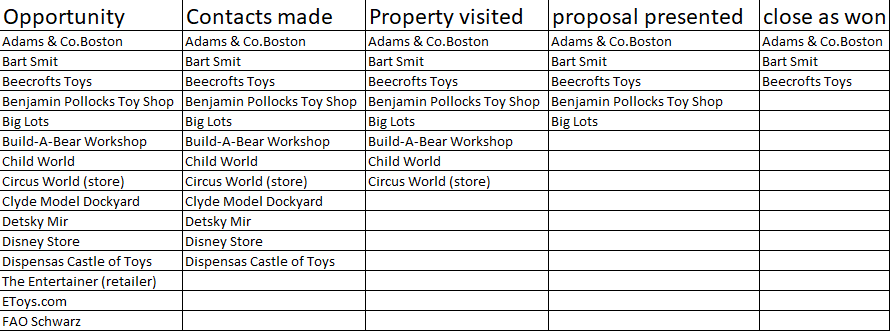 Opportunity Contacts made Property visited proposal presented close as won
Adams & Co.Boston Adams & Co.Boston Adams & Co.Boston Adams & Co.Boston Adams & Co.Boston
Bart Smit Bart Smit Bart Smit Bart Smit Bart Smit
Beecrofts Toys Beecrofts Toys Beecrofts Toys Beecrofts Toys Beecrofts Toys
Benjamin Pollocks Toy Shop Benjamin Pollocks Toy Shop Benjamin Pollocks Toy Shop Benjamin Pollocks Toy Shop
Big Lots Big Lots Big Lots Big Lots
Build-A-Bear Workshop Build-A-Bear Workshop Build-A-Bear Workshop
Child World Child World Child World
Circus World (store) Circus World (store) Circus World (store)
Clyde Model Dockyard Clyde Model Dockyard
Detsky Mir Detsky Mir
Disney Store Disney Store
Dispensas Castle of Toys Dispensas Castle of Toys
The Entertainer (retailer)
EToys.com
FAO Schwarz